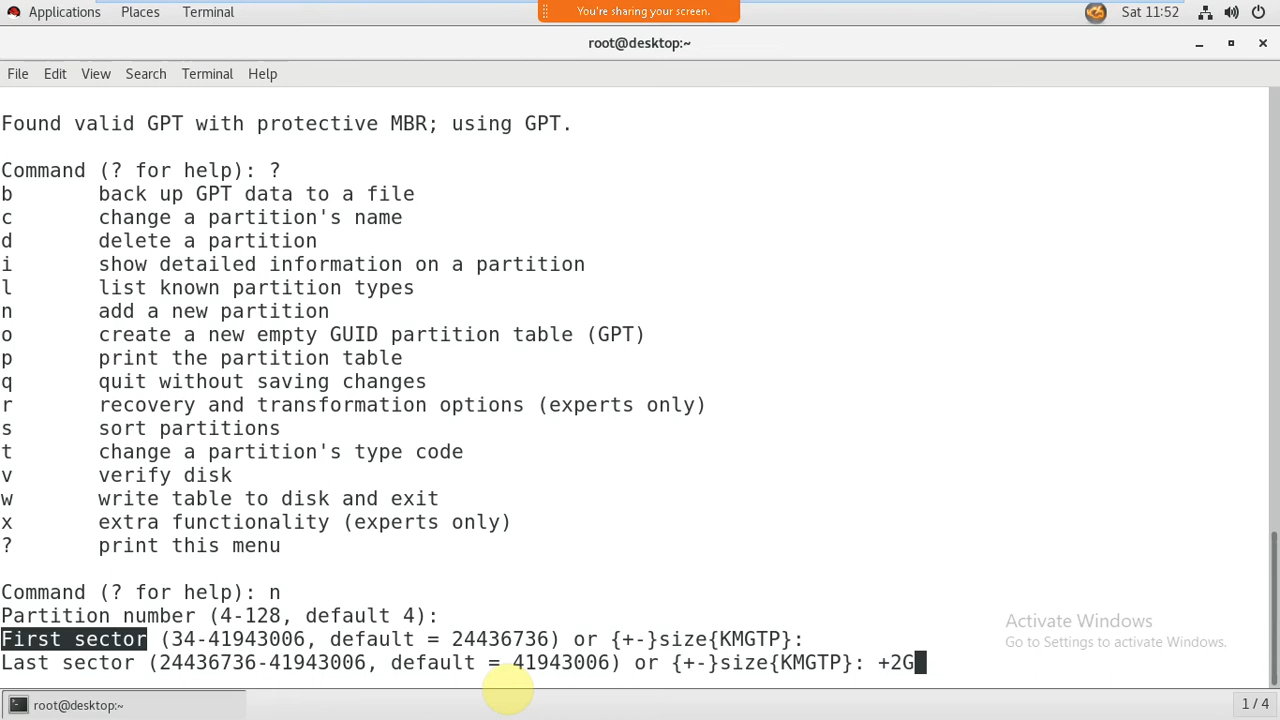 Applications Places Terminal You're sharing your screen. Sat 11:52
root@desktop:~
File Edit View Search Terminal Help
Found valid GPT with protective MBR; using GPT.
Command (? for help): ?
b back up GPT data to a file
c change a partition's name
d delete a partition
i show detailed information on a partition
l list known partition types
n add a new partition
o create a new empty GUID partition table (GPT)
p print the partition table
q quit without saving changes
r recovery and transformation options (experts only)
s sort partitions
t change a partition's type code
v verify disk
w write table to disk and exit
x extra functionality (experts only)
? print this menu
Command (? for help): n
Partition number (4-128, default 4):
First sector (34-41943006, default = 24436736) or {+-}size{KMGTP}:
Last sector (24436736-41943006, default = 41943006) or {+-}size{KMGTP}: +2G
Activate Windows
Go to Settings to activate Windows.
root@desktop:~ 1 / 4